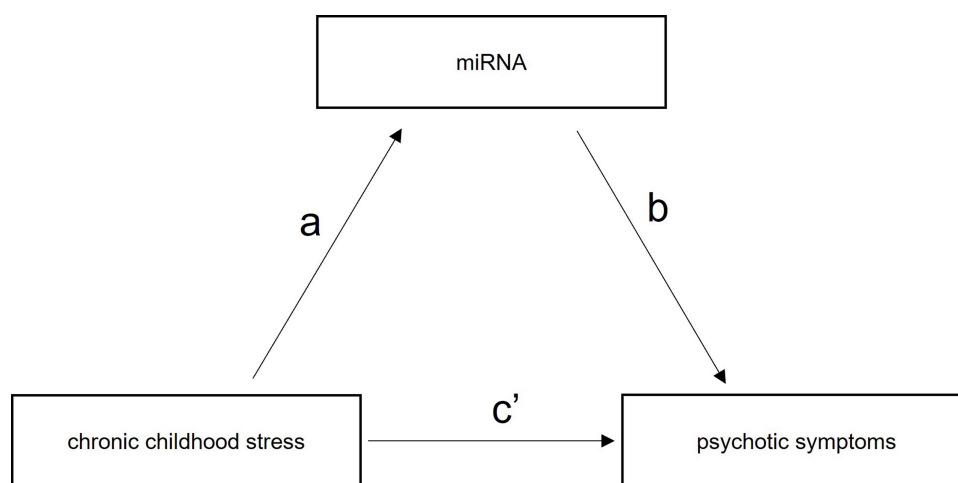 miRNA
a
b
c’
chronic childhood stress
psychotic symptoms